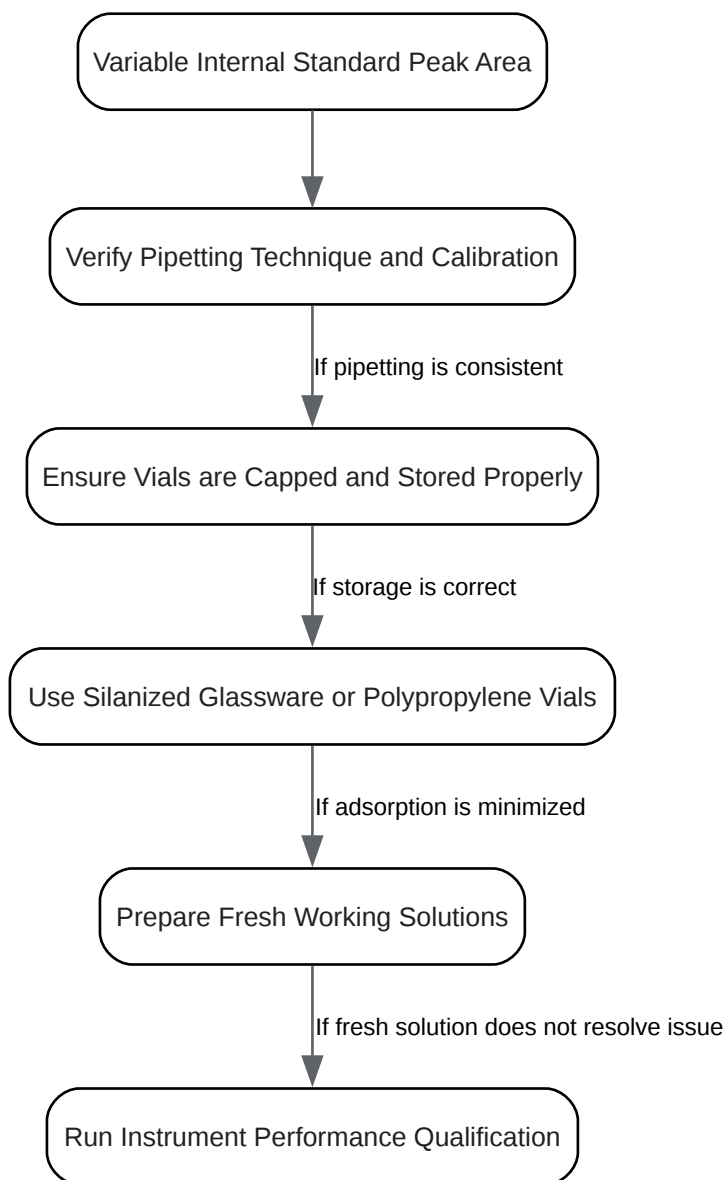 Variable Internal Standard Peak Area
Verify Pipetting Technique and Calibration
If pipetting is consistent
Ensure Vials are Capped and Stored Properly
If storage is correct
Use Silanized Glassware or Polypropylene Vials
If adsorption is minimized
Prepare Fresh Working Solutions
If fresh solution does not resolve issue
Run Instrument Performance Qualification